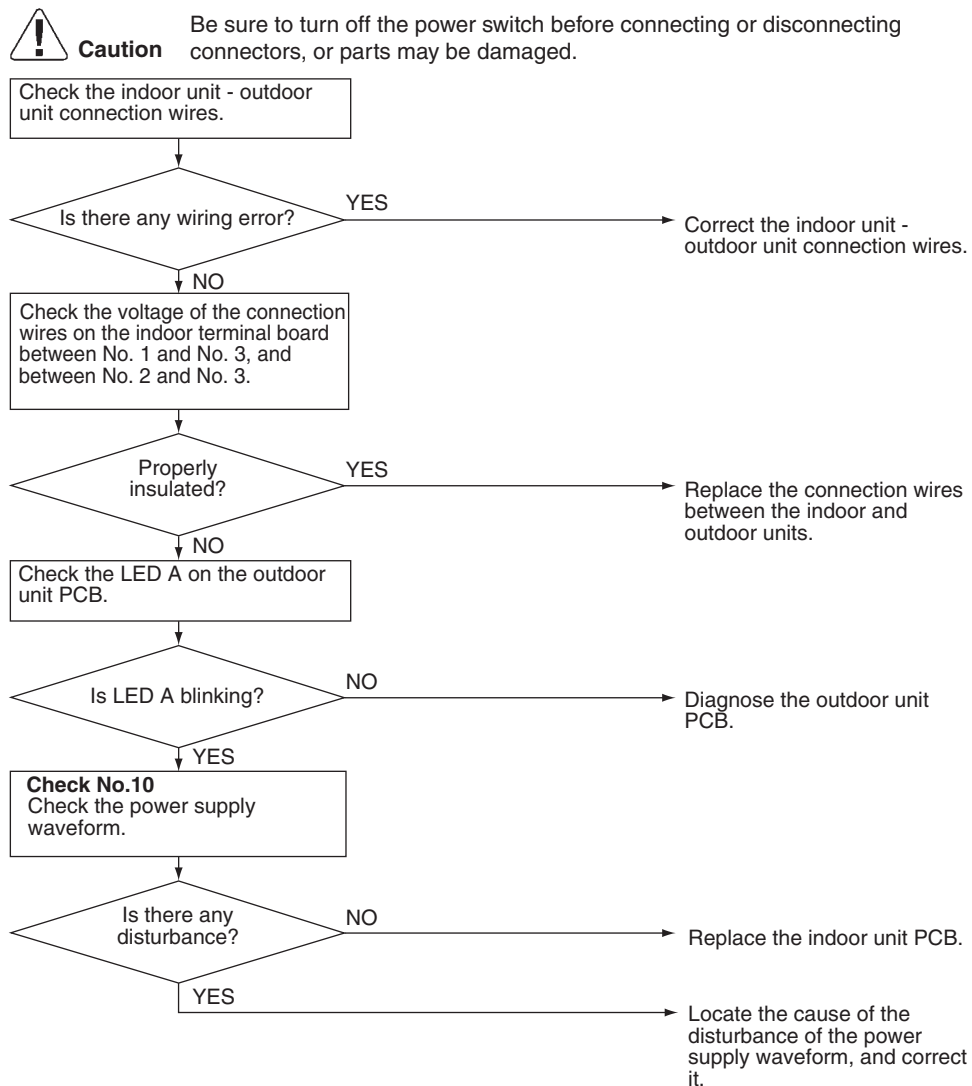 Be sure to turn off the power switch before connecting or disconnecting
Caution connectors, or parts may be damaged.
Check the indoor unit - outdoor
unit connection wires.
Is there any wiring error?
YES
Correct the indoor unit -
outdoor unit connection wires.
NO
Check the voltage of the connection
wires on the indoor terminal board
between No. 1 and No. 3, and
between No. 2 and No. 3.
Properly
insulated?
YES
Replace the connection wires
between the indoor and
outdoor units.
NO
Check the LED A on the outdoor
unit PCB.
Is LED A blinking?
NO
Diagnose the outdoor unit
PCB.
YES
Check No.10
Check the power supply
waveform.
Is there any
disturbance?
NO
Replace the indoor unit PCB.
YES
Locate the cause of the
disturbance of the power
supply waveform, and correct
it.